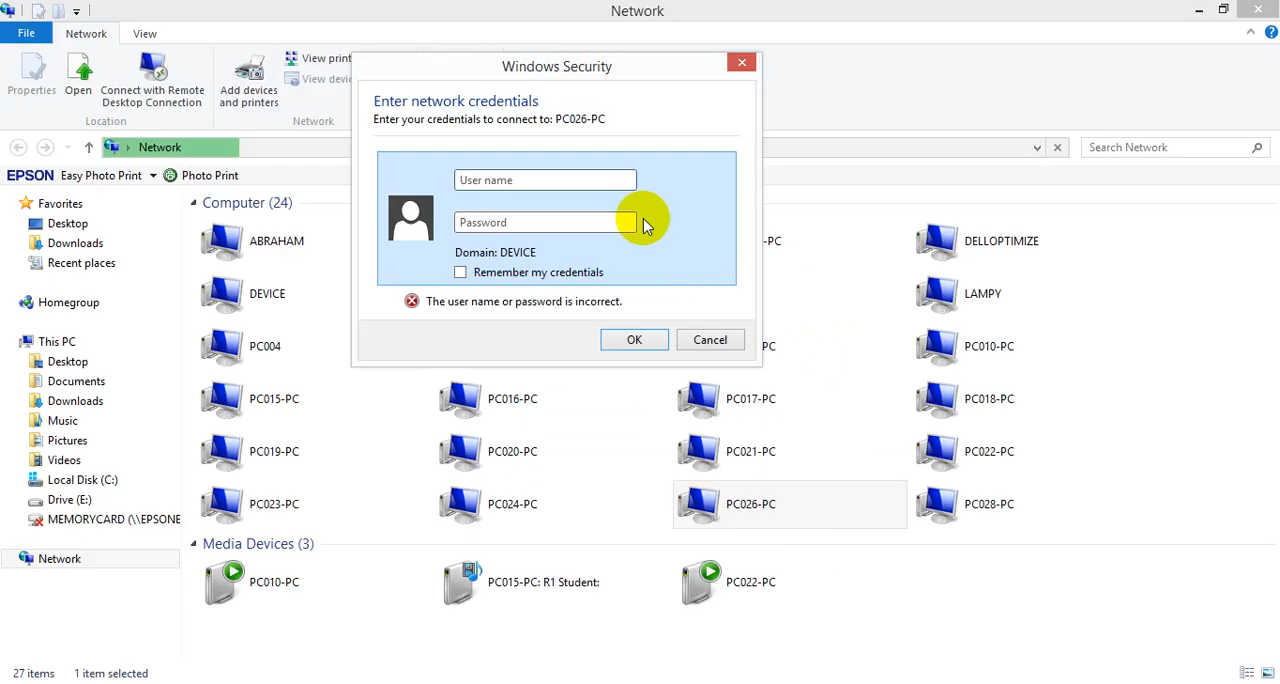 Network
File
Network
View
Properties
Open
Connect with Remote
Desktop Connection
Add devices
and printers
View print
View devic
Location
Network
Network
Search Network
EPSON Easy Photo Print
Photo Print
Favorites
Desktop
Downloads
Recent places
Homegroup
This PC
Desktop
Documents
Downloads
Music
Pictures
Videos
Local Disk (C:)
Drive (E:)
MEMORYCARD (\\EPSONE
Network
Windows Security
Enter network credentials
Enter your credentials to connect to: PC026-PC
User name
Password
Domain: DEVICE
Remember my credentials
The user name or password is incorrect.
OK
Cancel
Computer (24)
ABRAHAM
-PC
DELLOPTIMIZE
DEVICE
LAMPY
PC004
PC
PC010-PC
PC015-PC
PC016-PC
PC017-PC
PC018-PC
PC019-PC
PC020-PC
PC021-PC
PC022-PC
PC023-PC
PC024-PC
PC026-PC
PC028-PC
Media Devices (3)
PC010-PC
PC015-PC: R1 Student:
PC022-PC
27 items
1 item selected